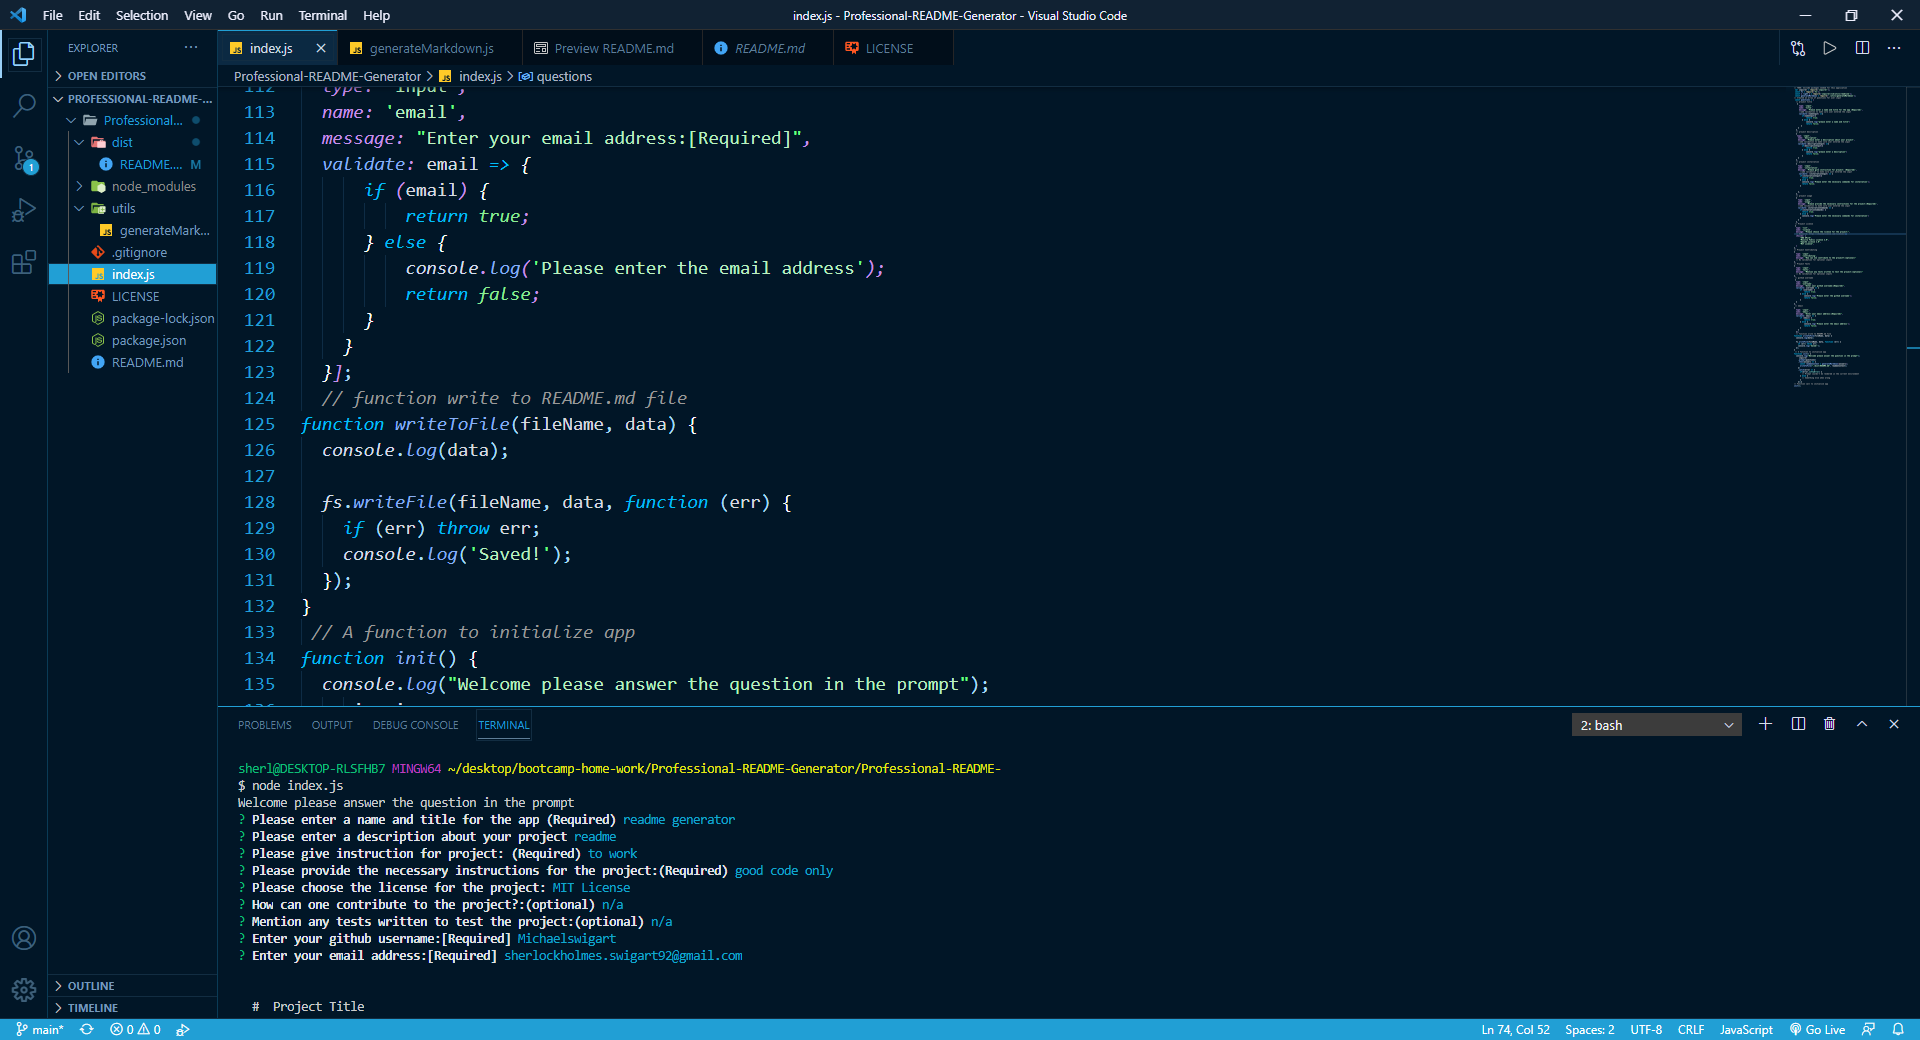 File Edit Selection View Go Run Terminal Help
index.js - Professional-README-Generator - Visual Studio Code
EXPLORER
OPEN EDITORS
PROFESSIONAL-README-...
Professional...
dist
README.... M
node_modules
utils
generateMark...
.gitignore
index.js
LICENSE
package-lock.json
package.json
README.md
OUTLINE
TIMELINE
1
index.js
generateMarkdown.js
Preview README.md
README.md
LICENSE
Professional-README-Generator > index.js > questions
112 type: 'input',
113 name: 'email',
114 message: "Enter your email address:[Required]",
115 validate: email => {
116 if (email) {
117 return true;
118 } else {
119 console.log('Please enter the email address');
120 return false;
121 }
122 }
123 }];
124 // function write to README.md file
125 function writeToFile(fileName, data) {
126 console.log(data);
127
128 fs.writeFile(fileName, data, function (err) {
129 if (err) throw err;
130 console.log('Saved!');
131 });
132 }
133 // A function to initialize app
134 function init() {
135 console.log("Welcome please answer the question in the prompt");
PROBLEMS OUTPUT DEBUG CONSOLE TERMINAL
2: bash
sherl@DESKTOP-RLSFHB7 MINGW64 ~/desktop/bootcamp-home-work/Professional-README-Generator/Professional-README-
$ node index.js
Welcome please answer the question in the prompt
? Please enter a name and title for the app (Required) readme generator
? Please enter a description about your project readme
? Please give instruction for project: (Required) to work
? Please provide the necessary instructions for the project:(Required) good code only
? Please choose the license for the project: MIT License
? How can one contribute to the project?:(optional) n/a
? Mention any tests written to test the project:(optional) n/a
? Enter your github username:[Required] Michaelswigart
? Enter your email address:[Required] sherlockholmes.swigart92@gmail.com
# Project Title
main* 0 0
Ln 74, Col 52 Spaces: 2 UTF-8 CRLF JavaScript Go Live